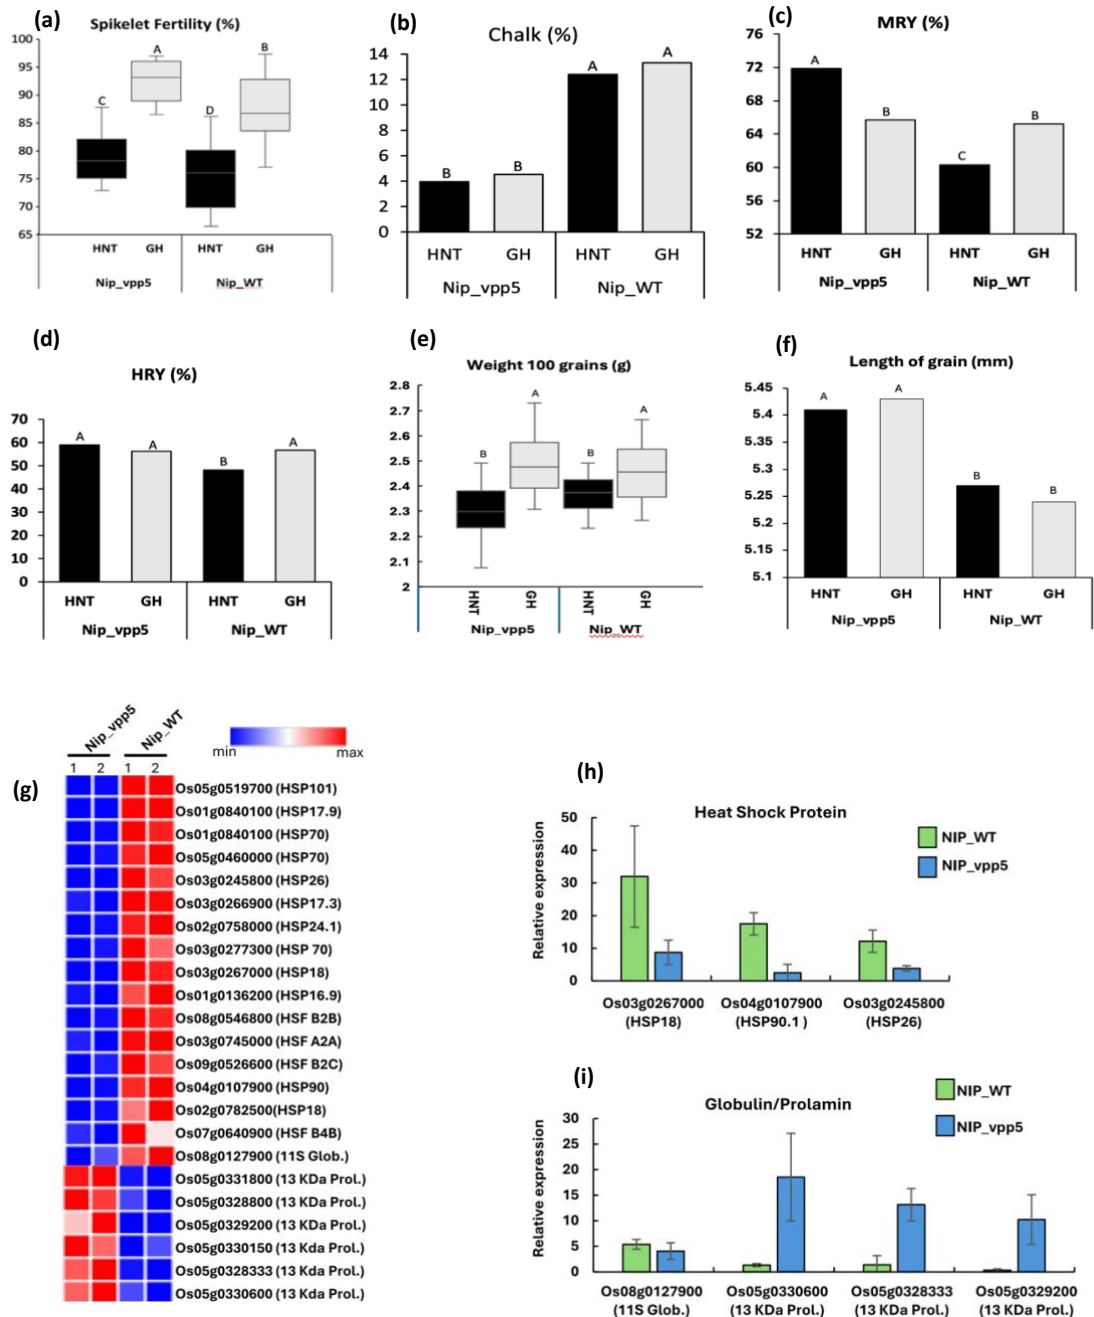 (a)
Spikelet Fertility (%)
100
95
90
85
80
75
70
65
C
A
D
B
HNT
GH
HNT
GH
Nip_vpp5
Nip_WT
(b)
Chalk (%)
14
12
10
8
6
4
2
0
B
B
A
A
HNT
GH
HNT
GH
Nip_vpp5
Nip_WT
(c)
MRY (%)
76
72
68
64
60
56
52
A
B
C
B
HNT
GH
HNT
GH
Nip_vpp5
Nip_WT
(d)
HRY (%)
70
60
50
40
30
20
10
0
A
A
B
A
HNT
GH
HNT
GH
Nip_vpp5
Nip_WT
(e)
Weight 100 grains (g)
2.8
2.7
2.6
2.5
2.4
2.3
2.2
2.1
2
B
A
B
A
HNT
GH
HNT
GH
Nip_vpp5
Nip_WT
(f)
Length of grain (mm)
5.45
5.4
5.35
5.3
5.25
5.2
5.15
5.1
A
A
B
B
HNT
GH
HNT
GH
Nip_vpp5
Nip_WT
(g)
Nip_vpp5
Nip_WT
min
max
1 2 1 2
Os05g0519700 (HSP101)
Os01g0840100 (HSP17.9)
Os01g0840100 (HSP70)
Os05g0460000 (HSP70)
Os03g0245800 (HSP26)
Os03g0266900 (HSP17.3)
Os02g0758000 (HSP24.1)
Os03g0277300 (HSP 70)
Os03g0267000 (HSP18)
Os01g0136200 (HSP16.9)
Os08g0546800 (HSF B2B)
Os03g0745000 (HSF A2A)
Os09g0526600 (HSF B2C)
Os04g0107900 (HSP90)
Os02g0782500(HSP18)
Os07g0640900 (HSF B4B)
Os08g0127900 (11S Glob.)
Os05g0331800 (13 KDa Prol.)
Os05g0328800 (13 KDa Prol.)
Os05g0329200 (13 KDa Prol.)
Os05g0330150 (13 Kda Prol.)
Os05g0328333 (13 KDa Prol.)
Os05g0330600 (13 Kda Prol.)
(h)
Heat Shock Protein
NIP_WT
NIP_vpp5
Relative expression
50
40
30
20
10
0
Os03g0267000 Os04g0107900 Os03g0245800
(HSP18) (HSP90.1 ) (HSP26)
(i)
Globulin/Prolamin
NIP_WT
NIP_vpp5
Relative expression
30
25
20
15
10
5
0
Os08g0127900 Os05g0330600 Os05g0328333 Os05g0329200
(11S Glob.) (13 KDa Prol.) (13 KDa Prol.) (13 KDa Prol.)